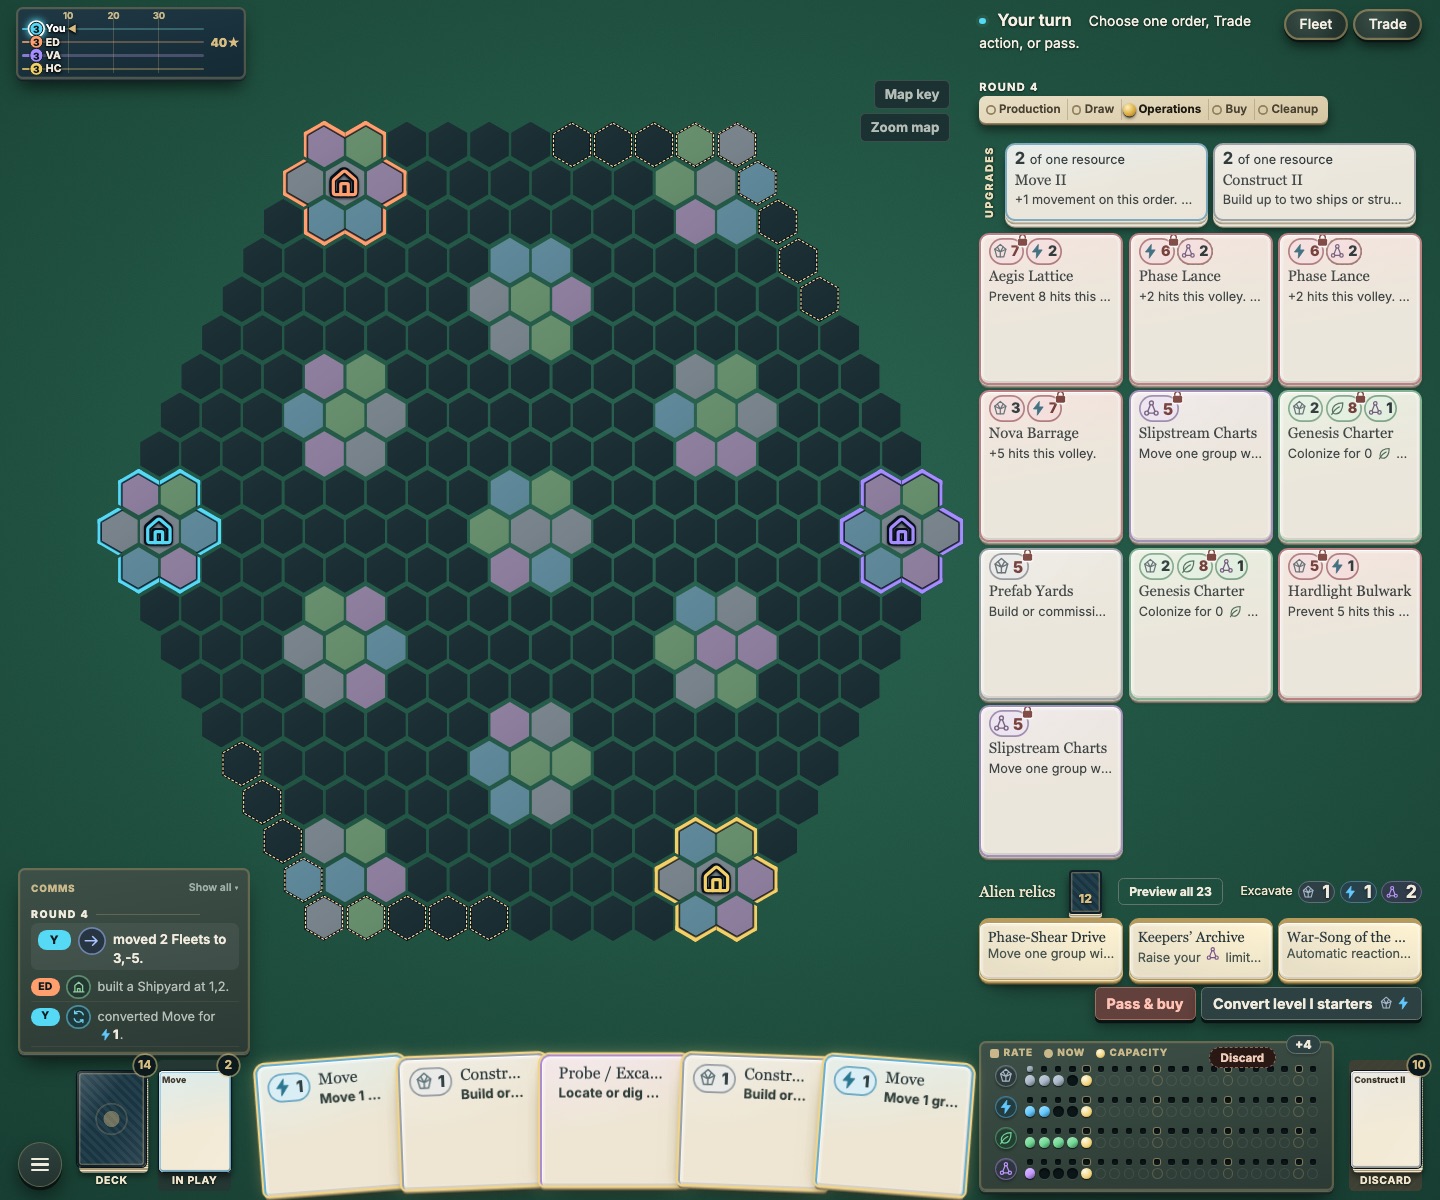 10 20 30
3 You
3 ED
3 VA
3 HC
40★
Your turn Choose one order, Trade
action, or pass.
Fleet
Trade
Map key
Zoom map
ROUND 4
Production
Draw
Operations
Buy
Cleanup
UPGRADES
2 of one resource
Move II
+1 movement on this order. ...
2 of one resource
Construct II
Build up to two ships or stru...
7 2
Aegis Lattice
Prevent 8 hits this ...
6 2
Phase Lance
+2 hits this volley. ...
6 2
Phase Lance
+2 hits this volley. ...
3 7
Nova Barrage
+5 hits this volley.
5
Slipstream Charts
Move one group w...
2 8 1
Genesis Charter
Colonize for 0 ...
5
Prefab Yards
Build or commissi...
2 8 1
Genesis Charter
Colonize for 0 ...
5 1
Hardlight Bulwark
Prevent 5 hits this ...
5
Slipstream Charts
Move one group w...
Alien relics
12
Preview all 23
Excavate 1 1 2
Phase-Shear Drive
Move one group wi...
Keepers' Archive
Raise your limit...
War-Song of the ...
Automatic reaction...
Pass & buy
Convert level I starters
COMMS
Show all
ROUND 4
Y moved 2 Fleets to
3,-5.
ED built a Shipyard at 1,2.
Y converted Move for
1.
14
DECK
2
Move
IN PLAY
1 Move
Move 1 ...
1 Constr...
Build or...
Probe / Exca...
Locate or dig ...
1 Constr...
Build or...
1 Move
Move 1 gr...
RATE
NOW
CAPACITY
Discard
+4
10
Construct II
DISCARD